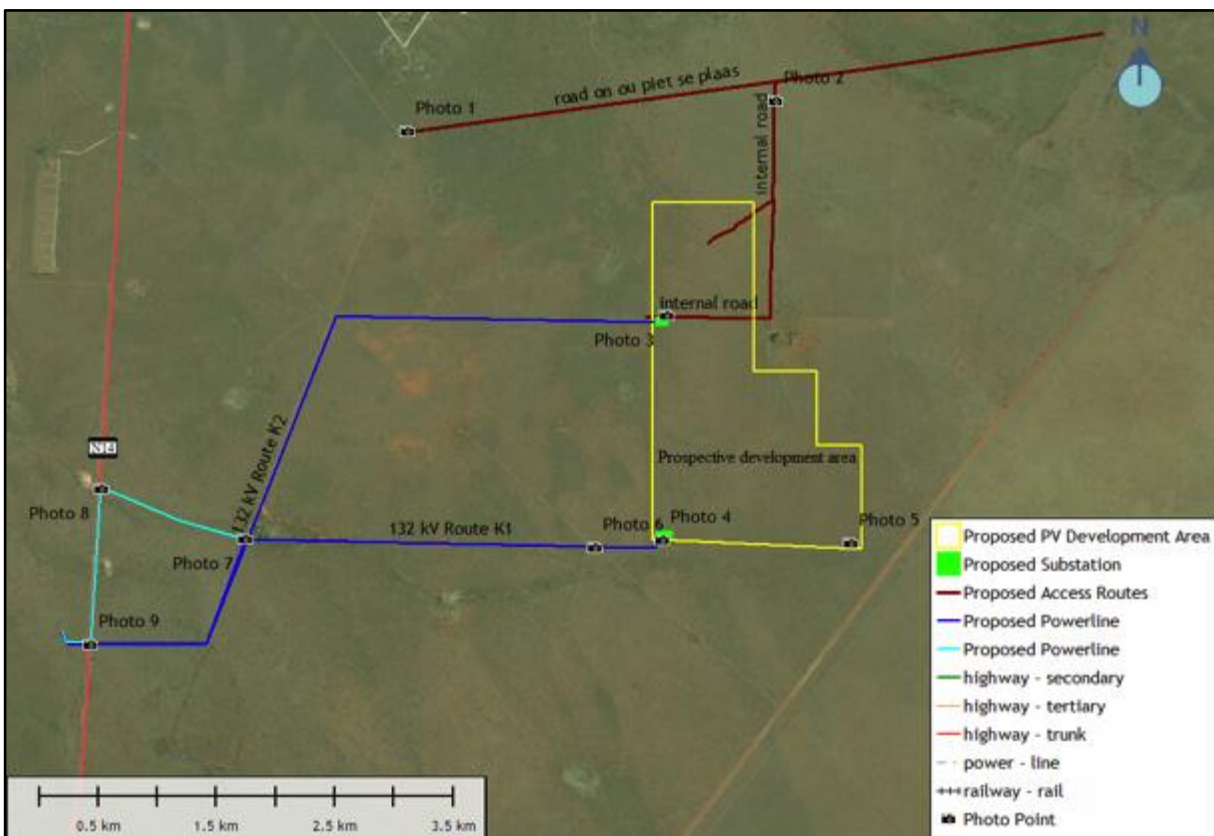 N
Photo 1
road on ou piet se plaas
Photo 2
internal road
internal road
Photo 3
132 kV Route K2
N14
Prospective development area
Photo 8
132 kV Route K1
Photo 6
Photo 4
Photo 5
Photo 7
Photo 9
Proposed PV Development Area
Proposed Substation
Proposed Access Routes
Proposed Powerline
Proposed Powerline
highway - secondary
highway - tertiary
highway - trunk
power - line
railway - rail
Photo Point
0.5 km
1.5 km
2.5 km
3.5 km